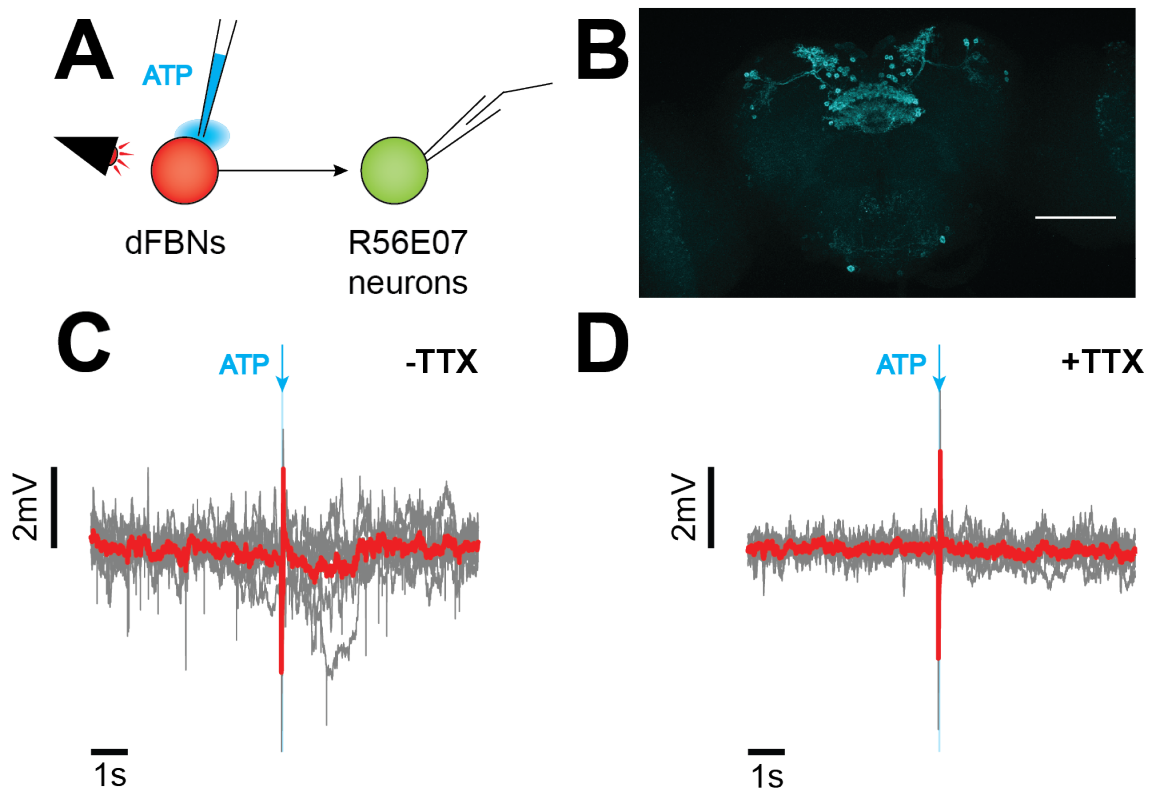 A
ATP
dFBNs
R56E07
neurons
B
C
ATP
-TTX
2mV
1s
D
ATP
+TTX
2mV
1s